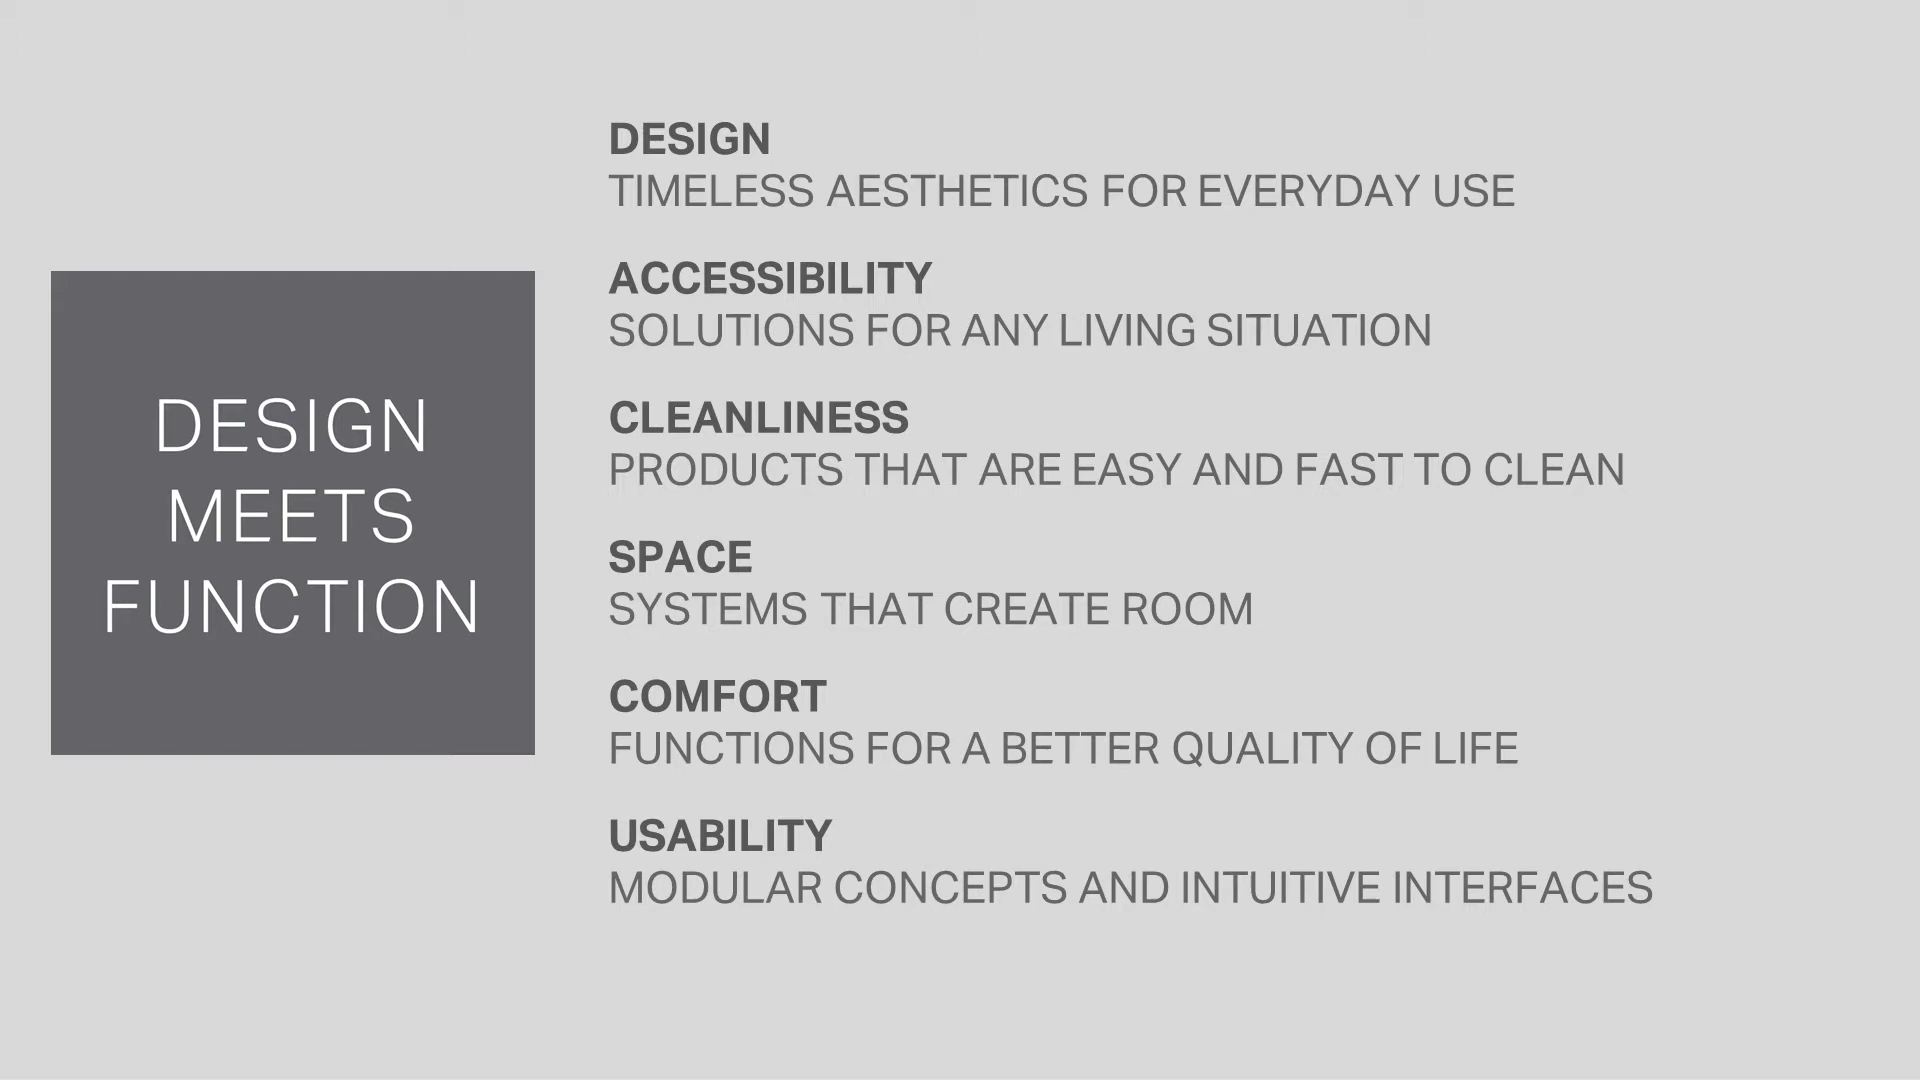 DESIGN
MEETS
FUNCTION
DESIGN
TIMELESS AESTHETICS FOR EVERYDAY USE
ACCESSIBILITY
SOLUTIONS FOR ANY LIVING SITUATION
CLEANLINESS
PRODUCTS THAT ARE EASY AND FAST TO CLEAN
SPACE
SYSTEMS THAT CREATE ROOM
COMFORT
FUNCTIONS FOR A BETTER QUALITY OF LIFE
USABILITY
MODULAR CONCEPTS AND INTUITIVE INTERFACES